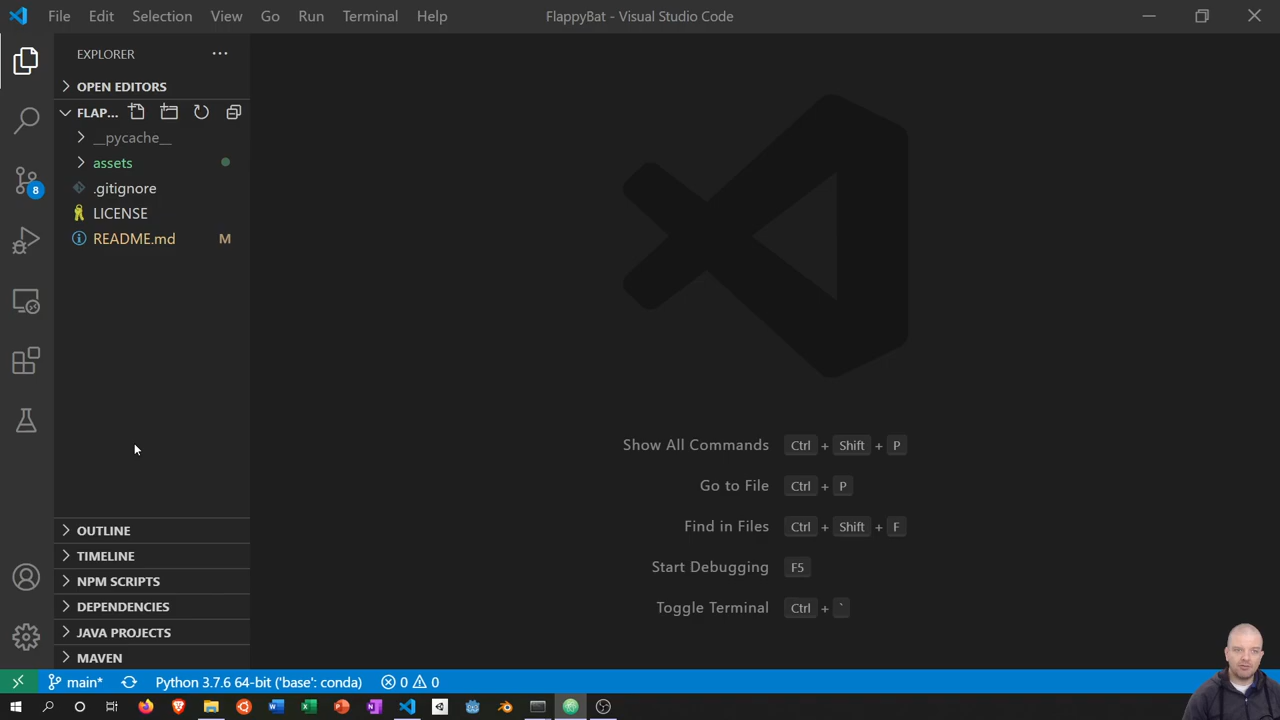 File Edit Selection View Go Run Terminal Help
FlappyBat - Visual Studio Code
EXPLORER
OPEN EDITORS
FLAP...
__pycache__
assets
.gitignore
LICENSE
README.md M
8
Show All Commands Ctrl + Shift + P
Go to File Ctrl + P
Find in Files Ctrl + Shift + F
Start Debugging F5
Toggle Terminal Ctrl + `
OUTLINE
TIMELINE
NPM SCRIPTS
DEPENDENCIES
JAVA PROJECTS
MAVEN
main* Python 3.7.6 64-bit ('base': conda) 0 0